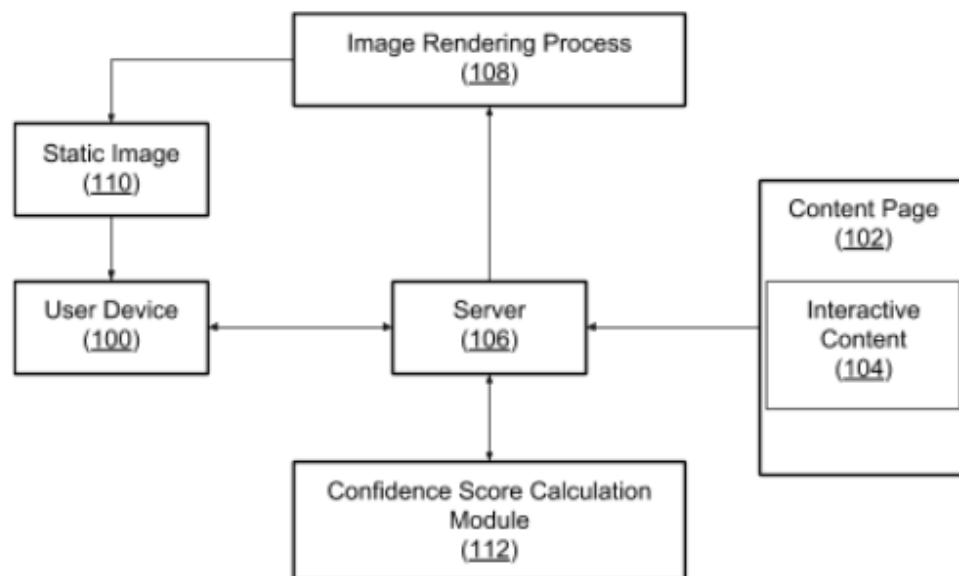 Image Rendering Process
(108)
Static Image
(110)
Content Page
(102)
User Device
(100)
Server
(106)
Interactive
Content
(104)
Confidence Score Calculation
Module
(112)